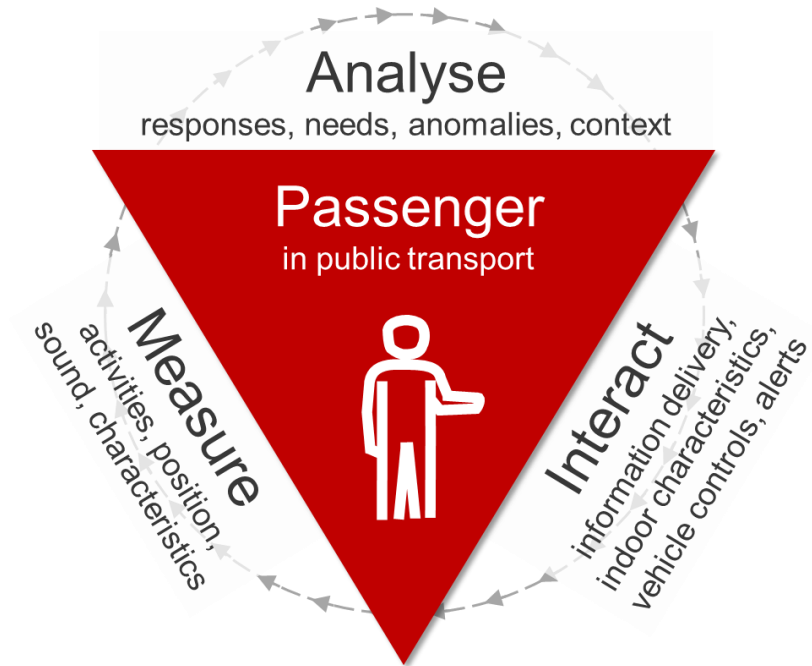 Analyse
responses, needs, anomalies, context
Passenger
in public transport
Measure
activities, position,
sound, characteristics
Interact
information delivery,
indoor characteristics,
vehicle controls, alerts